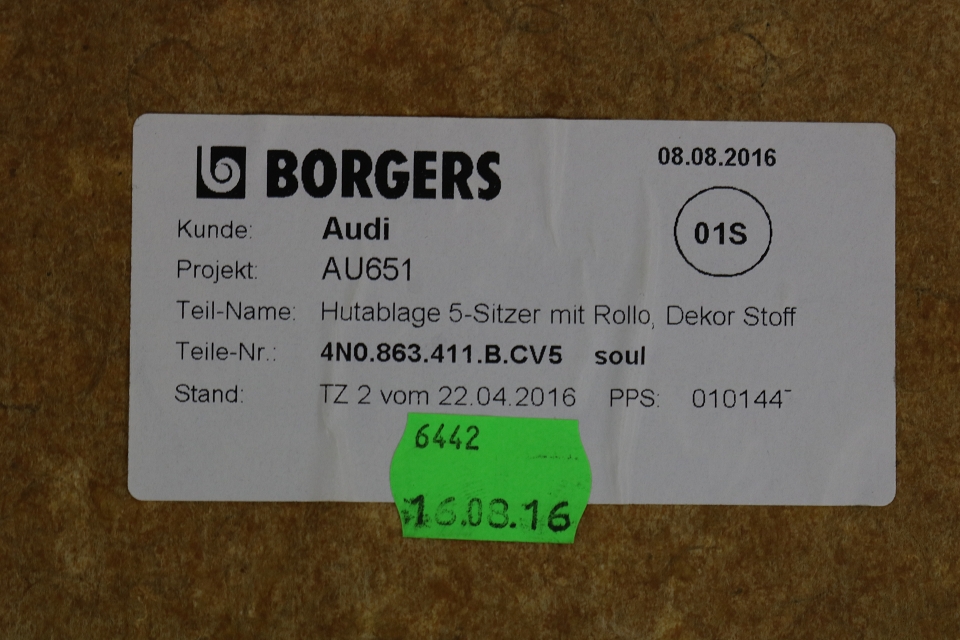 BORGERS
08.08.2016
Kunde: Audi
01S
Projekt: AU651
Teil-Name: Hutablage 5-Sitzer mit Rollo, Dekor Stoff
Teile-Nr.: 4N0.863.411.B.CV5 soul
Stand: TZ 2 vom 22.04.2016 PPS: 010144
6442
16.08.16